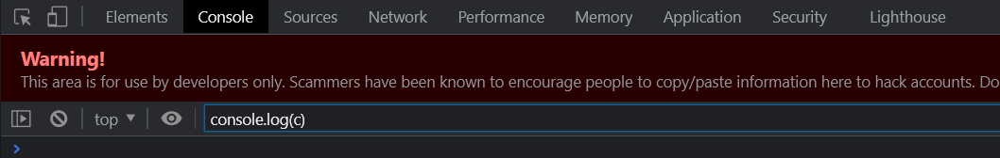 Elements Console Sources Network Performance Memory Application Security Lighthouse
Warning!
This area is for use by developers only. Scammers have been known to encourage people to copy/paste information here to hack accounts. Do
top console.log(c)